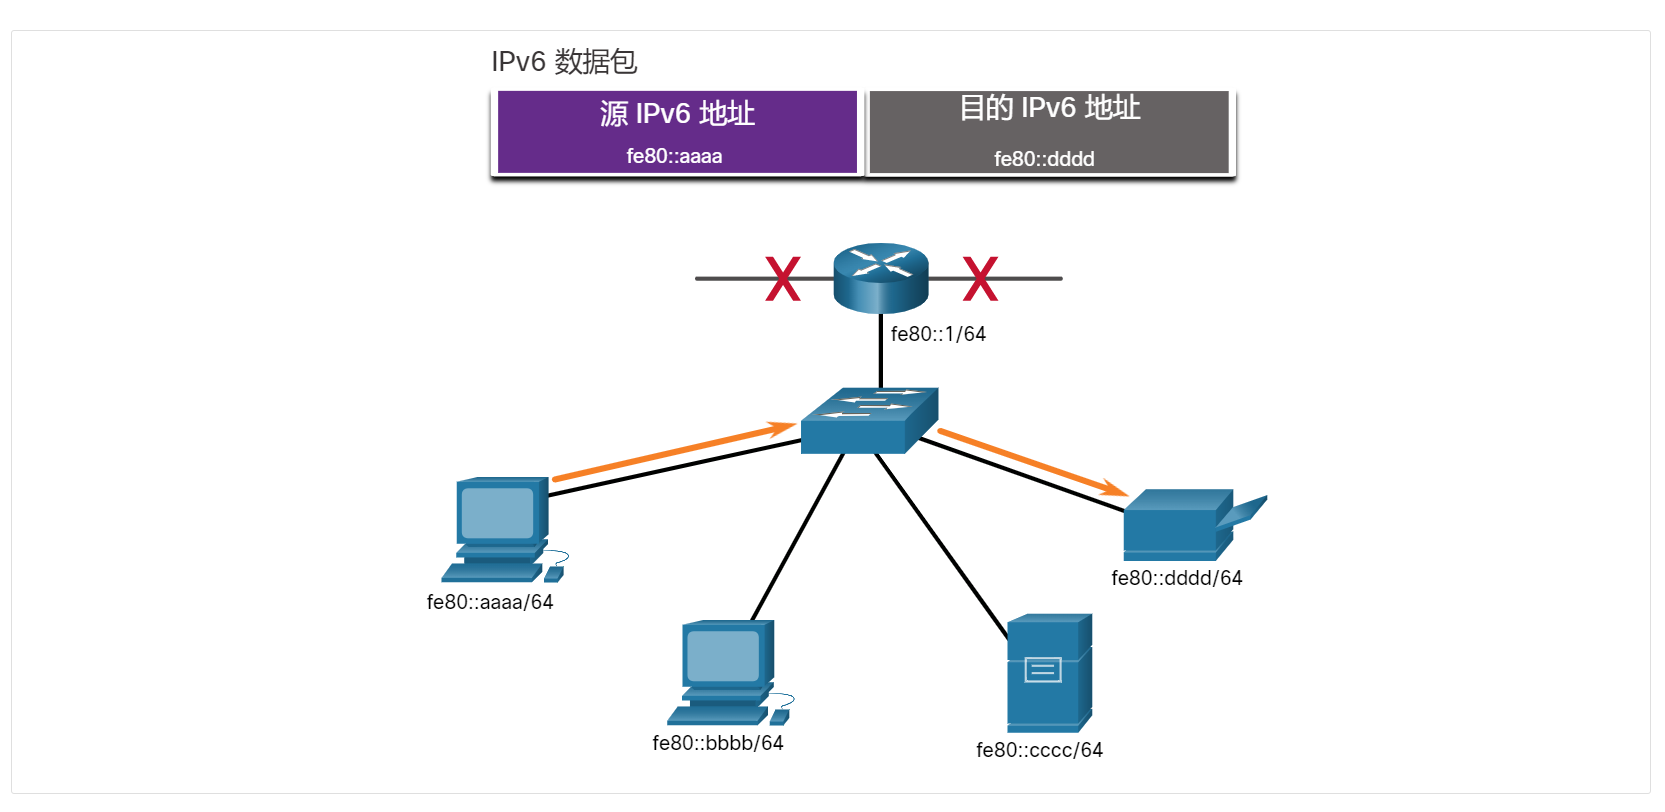 IPv6 数据包
源 IPv6 地址
fe80::aaaa
目的 IPv6 地址
fe80::dddd
X
X
fe80::1/64
fe80::aaaa/64
fe80::dddd/64
fe80::bbbb/64
fe80::cccc/64